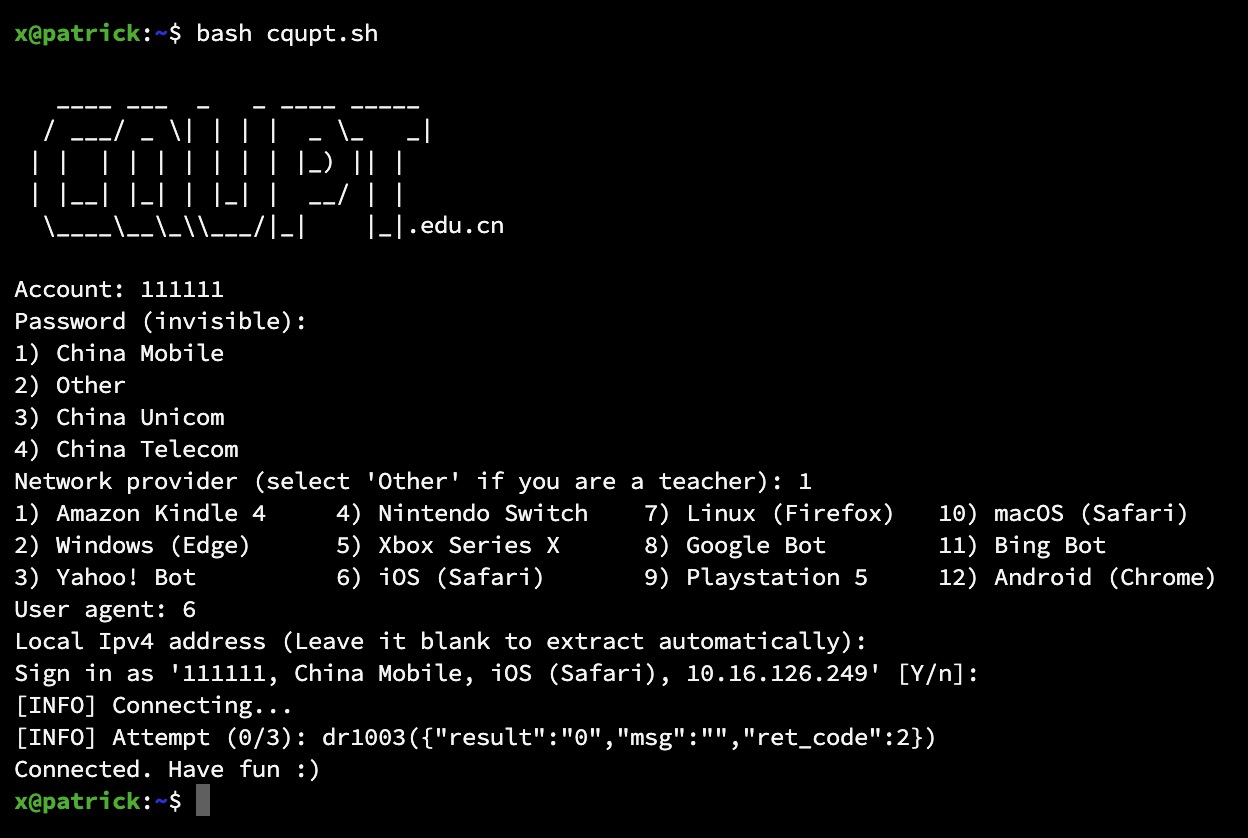 x@patrick:~$ bash cqupt.sh
   ____ ___  _   _ ____ _____
  / ___/ _ \| | | |  _ \_   _|
 | |  | | | | | | | |_) || |
 | |__| |_| | |_| |  __/ | |
  \____\__\_\\___/|_|    |_|.edu.cn
Account: 111111
Password (invisible):
1) China Mobile
2) Other
3) China Unicom
4) China Telecom
Network provider (select 'Other' if you are a teacher): 1
1) Amazon Kindle 4     4) Nintendo Switch    7) Linux (Firefox)   10) macOS (Safari)
2) Windows (Edge)      5) Xbox Series X      8) Google Bot        11) Bing Bot
3) Yahoo! Bot          6) iOS (Safari)       9) Playstation 5     12) Android (Chrome)
User agent: 6
Local Ipv4 address (Leave it blank to extract automatically):
Sign in as '111111, China Mobile, iOS (Safari), 10.16.126.249' [Y/n]:
[INFO] Connecting...
[INFO] Attempt (0/3): dr1003({"result":"0","msg":"","ret_code":2})
Connected. Have fun :)
x@patrick:~$